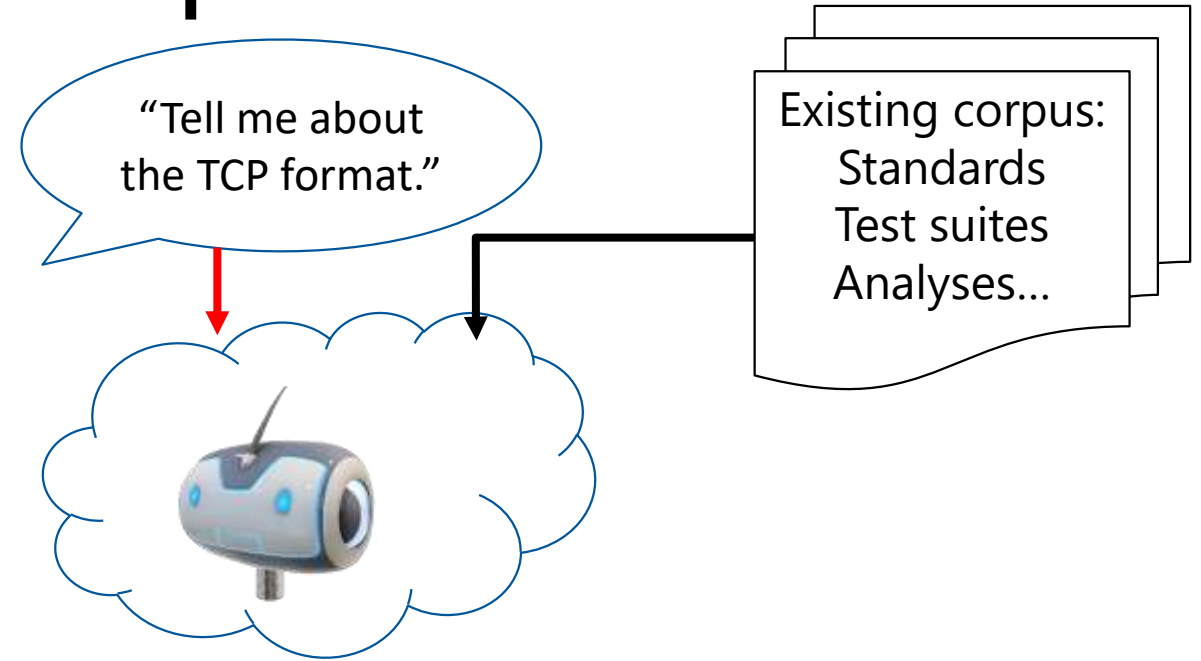 “Tell me about
the TCP format.”
Existing corpus:
Standards
Test suites
Analyses…